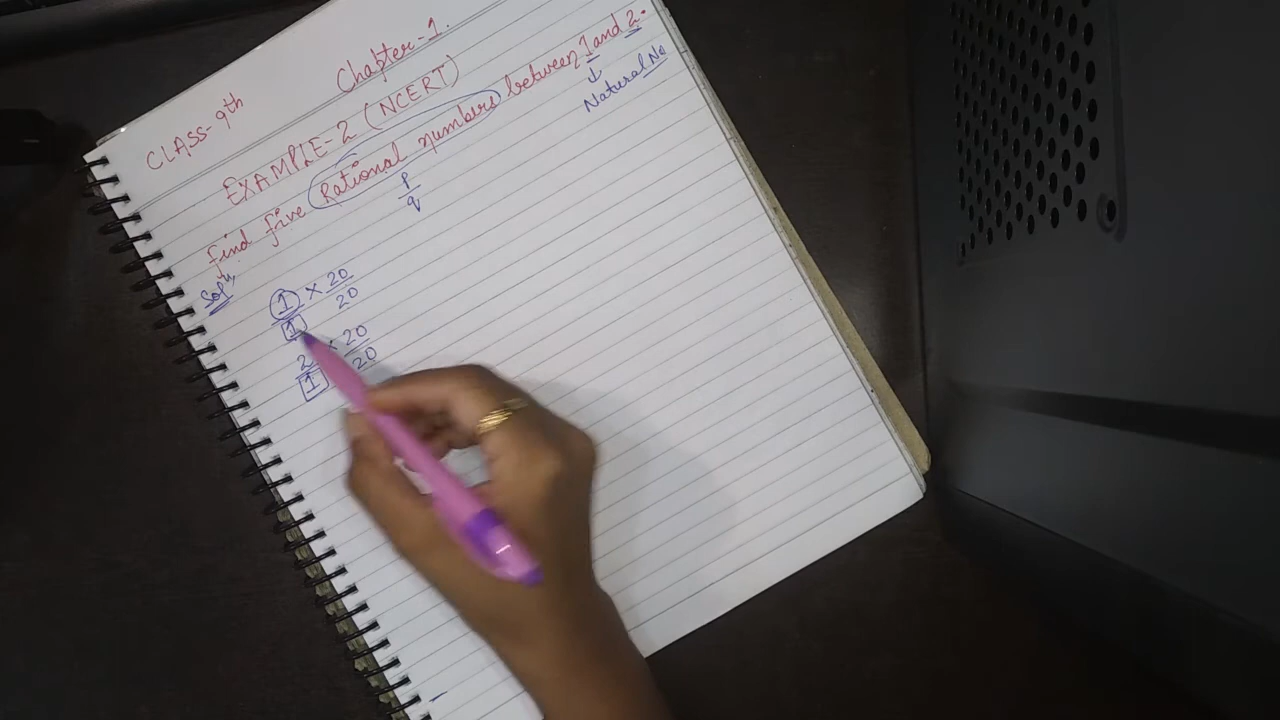 Chapter-1.
CLASS-9th
EXAMPLE-2 (NCERT)
Find five Rational numbers between 1 and 2.
p/q
Natural No
Sol^n
1/1 × 20/20
2/1 × 20/20